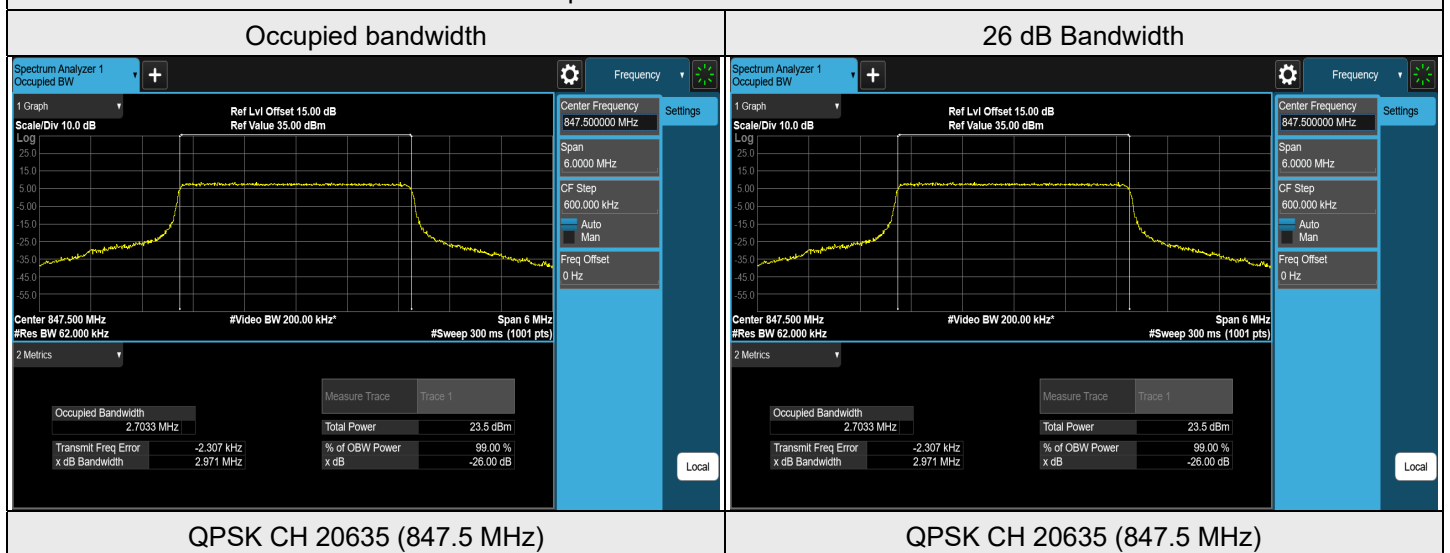 Occupied bandwidth
26 dB Bandwidth
Spectrum Analyzer 1
Occupied BW
+
Frequency
1 Graph
Scale/Div 10.0 dB
Ref Lvl Offset 15.00 dB
Ref Value 35.00 dBm
Log
25.0
15.0
5.00
-5.00
-15.0
-25.0
-35.0
-45.0
-55.0
Center 847.500 MHz
#Video BW 200.00 kHz*
Span 6 MHz
#Res BW 62.000 kHz
#Sweep 300 ms (1001 pts)
Center Frequency
847.500000 MHz
Settings
Span
6.0000 MHz
CF Step
600.000 kHz
Auto
Man
Freq Offset
0 Hz
2 Metrics
Measure Trace
Trace 1
Occupied Bandwidth
2.7033 MHz
Total Power
23.5 dBm
Transmit Freq Error
-2.307 kHz
% of OBW Power
99.00 %
x dB Bandwidth
2.971 MHz
x dB
-26.00 dB
Local
Spectrum Analyzer 1
Occupied BW
+
Frequency
1 Graph
Scale/Div 10.0 dB
Ref Lvl Offset 15.00 dB
Ref Value 35.00 dBm
Log
25.0
15.0
5.00
-5.00
-15.0
-25.0
-35.0
-45.0
-55.0
Center 847.500 MHz
#Video BW 200.00 kHz*
Span 6 MHz
#Res BW 62.000 kHz
#Sweep 300 ms (1001 pts)
Center Frequency
847.500000 MHz
Settings
Span
6.0000 MHz
CF Step
600.000 kHz
Auto
Man
Freq Offset
0 Hz
2 Metrics
Measure Trace
Trace 1
Occupied Bandwidth
2.7033 MHz
Total Power
23.5 dBm
Transmit Freq Error
-2.307 kHz
% of OBW Power
99.00 %
x dB Bandwidth
2.971 MHz
x dB
-26.00 dB
Local
QPSK CH 20635 (847.5 MHz)
QPSK CH 20635 (847.5 MHz)